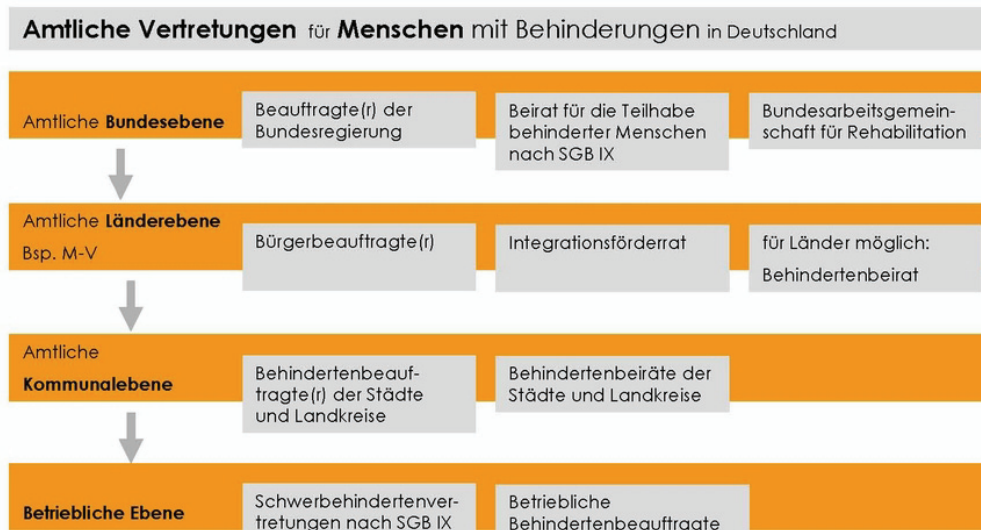 Amtliche Vertretungen für Menschen mit Behinderungen in Deutschland
Amtliche Bundesebene
Beauftragte(r) der
Bundesregierung
Beirat für die Teilhabe
behinderter Menschen
nach SGB IX
Bundesarbeitsgemein-
schaft für Rehabilitation
Amtliche Länderebene
Bsp. M-V
Bürgerbeauftragte(r)
Integrationsförderrat
für Länder möglich:
Behindertenbeirat
Amtliche
Kommunalebene
Behindertenbeauf-
tragte(r) der Städte
und Landkreise
Behindertenbeiräte der
Städte und Landkreise
Betriebliche Ebene
Schwerbehindertenver-
tretungen nach SGB IX
Betriebliche
Behindertenbeauftragte